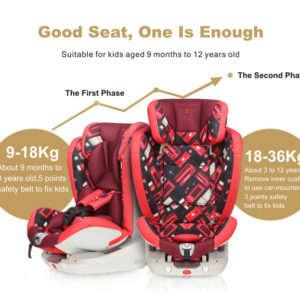 Good Seat, One Is Enough
Suitable for kids aged 9 months to 12 years old
The Second Pha
The First Phase
9-18Kg
About 9 months to
years old,5 points
safety belt to fix kids
18-36Kg
About 3 to 12 years
Remove inner cus
to use car-mounte
3 points safety
belt to fix kids